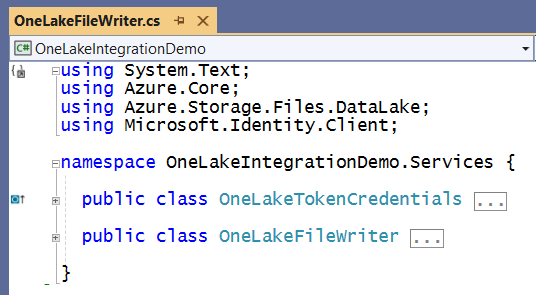 OneLakeFileWriter.cs
C# OneLakeIntegrationDemo
using System.Text;
using Azure.Core;
using Azure.Storage.Files.DataLake;
using Microsoft.Identity.Client;
namespace OneLakeIntegrationDemo.Services {
public class OneLakeTokenCredentials ...
public class OneLakeFileWriter ...
}